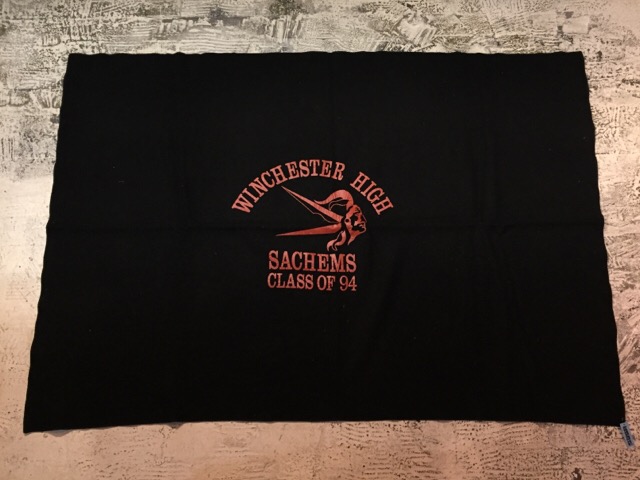 WINCHESTER HIGH
SACHEMS
CLASS OF 94